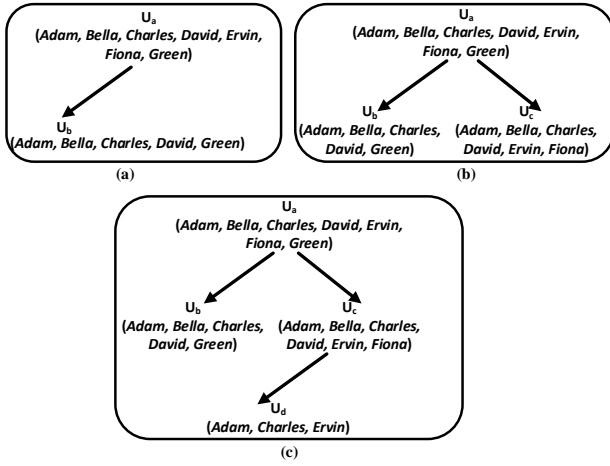 Ua
(Adam, Bella, Charles, David, Ervin,
Fiona, Green)
Ub
(Adam, Bella, Charles, David, Green)
(a)
Ua
(Adam, Bella, Charles, David, Ervin,
Fiona, Green)
Ub
(Adam, Bella, Charles,
David, Green)
Uc
(Adam, Bella, Charles,
David, Ervin, Fiona)
(b)
Ua
(Adam, Bella, Charles, David, Ervin,
Fiona, Green)
Ub
(Adam, Bella, Charles,
David, Green)
Uc
(Adam, Bella, Charles,
David, Ervin, Fiona)
Ud
(Adam, Charles, Ervin)
(c)